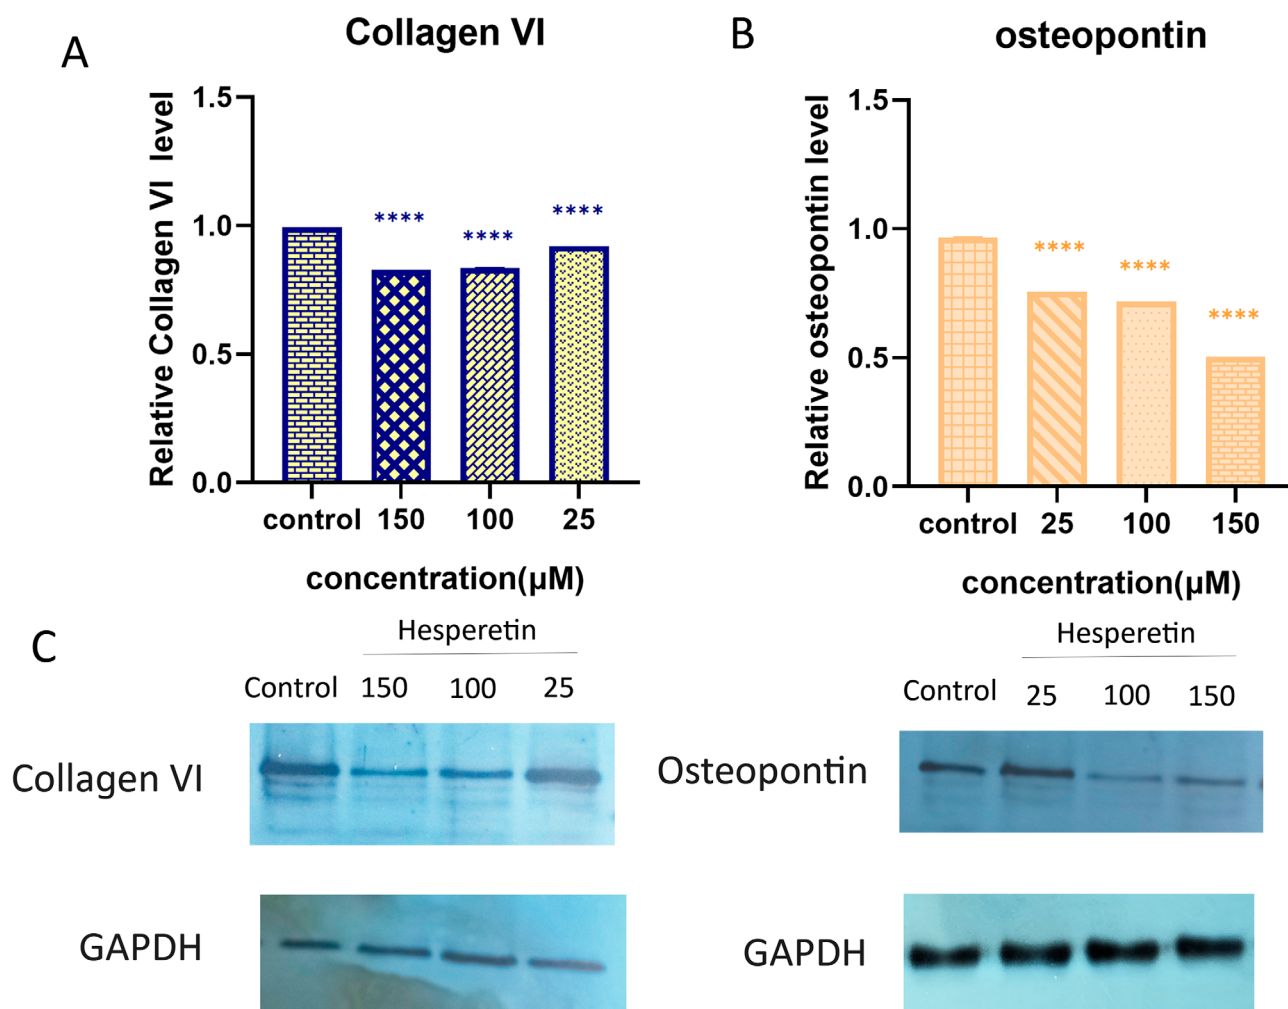 A
Collagen VI
Relative Collagen VI level
1.5
1.0
0.5
0.0
****
****
****
control 150 100 25
concentration(µM)
B
osteopontin
Relative osteopontin level
1.5
1.0
0.5
0.0
****
****
****
control 25 100 150
concentration(µM)
C
Hesperetin
Control 150 100 25
Collagen VI
GAPDH
Hesperetin
Control 25 100 150
Osteopontin
GAPDH